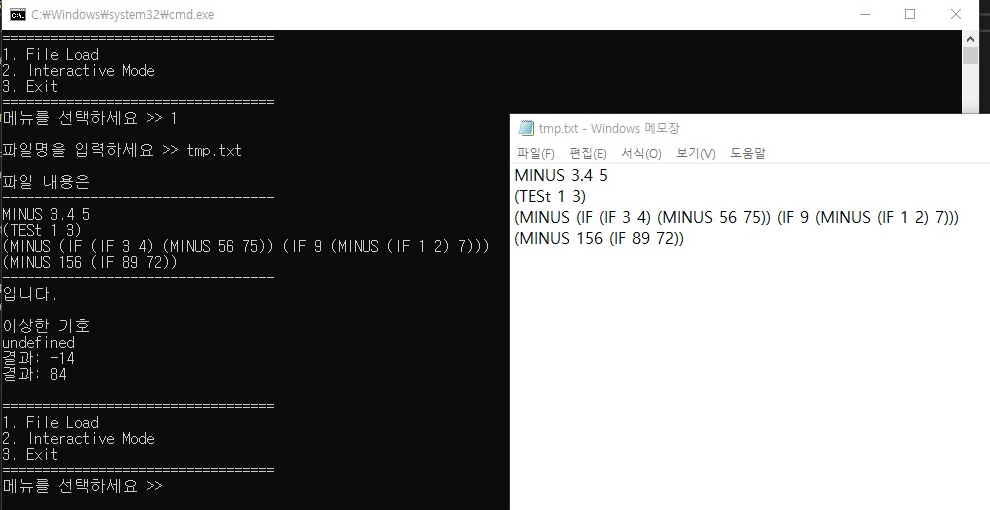 C:\Windows\system32\cmd.exe
==================================
1. File Load
2. Interactive Mode
3. Exit
==================================
메뉴를 선택하세요 >> 1
파일명을 입력하세요 >> tmp.txt
파일 내용은
----------------------------------
MINUS 3.4 5
(TESt 1 3)
(MINUS (IF (IF 3 4) (MINUS 56 75)) (IF 9 (MINUS (IF 1 2) 7)))
(MINUS 156 (IF 89 72))
----------------------------------
입니다.
이상한 기호
undefined
결과: -14
결과: 84
==================================
1. File Load
2. Interactive Mode
3. Exit
==================================
메뉴를 선택하세요 >>
tmp.txt - Windows 메모장
파일(F) 편집(E) 서식(O) 보기(V) 도움말
MINUS 3.4 5
(TESt 1 3)
(MINUS (IF (IF 3 4) (MINUS 56 75)) (IF 9 (MINUS (IF 1 2) 7)))
(MINUS 156 (IF 89 72))